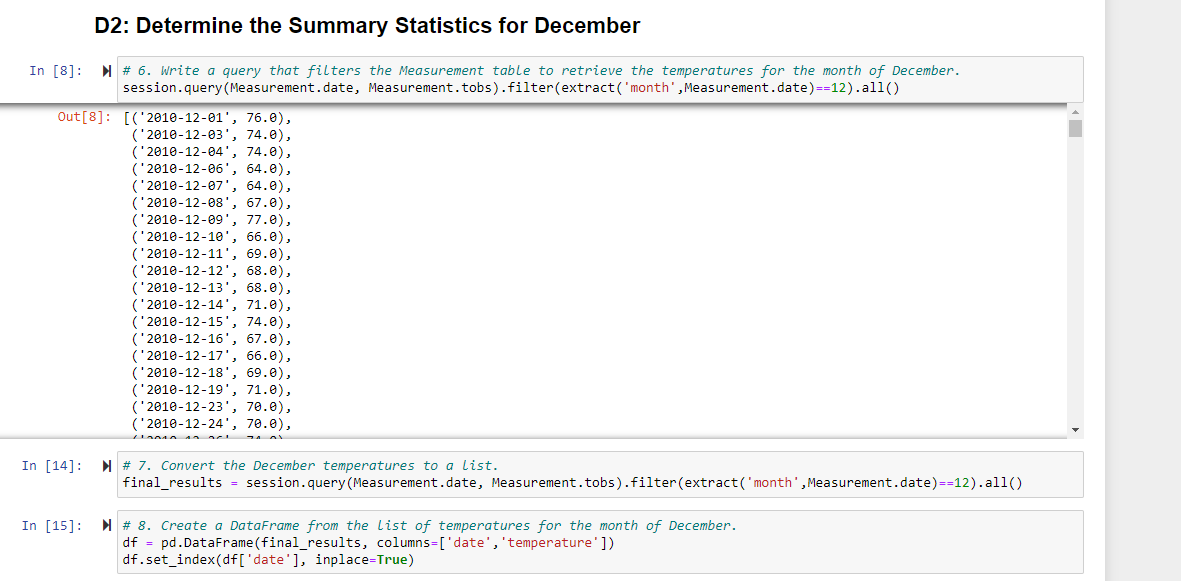 D2: Determine the Summary Statistics for December
In [8]: # 6. Write a query that filters the Measurement table to retrieve the temperatures for the month of December.
session.query(Measurement.date, Measurement.tobs).filter(extract('month',Measurement.date)==12).all()
Out[8]: [('2010-12-01', 76.0),
('2010-12-03', 74.0),
('2010-12-04', 74.0),
('2010-12-06', 64.0),
('2010-12-07', 64.0),
('2010-12-08', 67.0),
('2010-12-09', 77.0),
('2010-12-10', 66.0),
('2010-12-11', 69.0),
('2010-12-12', 68.0),
('2010-12-13', 68.0),
('2010-12-14', 71.0),
('2010-12-15', 74.0),
('2010-12-16', 67.0),
('2010-12-17', 66.0),
('2010-12-18', 69.0),
('2010-12-19', 71.0),
('2010-12-23', 70.0),
('2010-12-24', 70.0),
In [14]: # 7. Convert the December temperatures to a list.
final_results = session.query(Measurement.date, Measurement.tobs).filter(extract('month',Measurement.date)==12).all()
In [15]: # 8. Create a DataFrame from the list of temperatures for the month of December.
df = pd.DataFrame(final_results, columns=['date','temperature'])
df.set_index(df['date'], inplace=True)